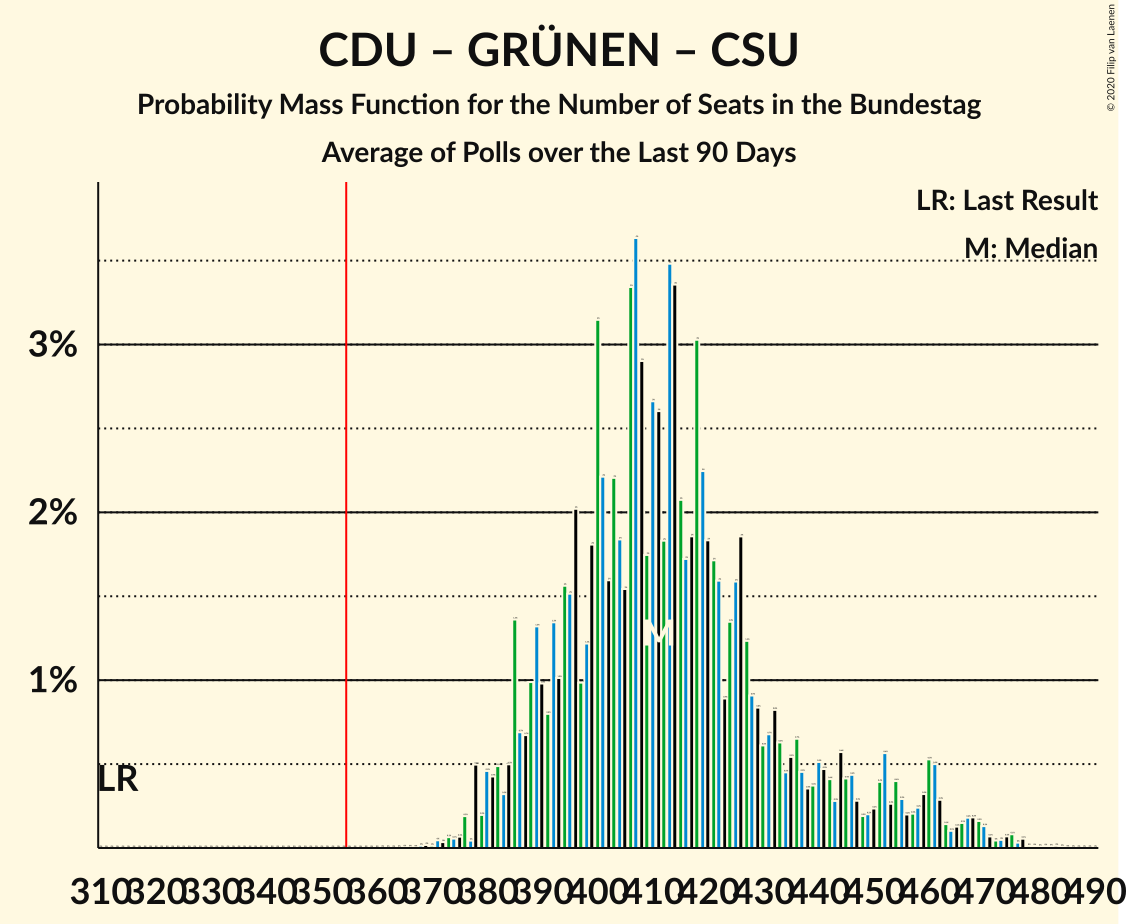 CDU – GRÜNEN – CSU
Probability Mass Function for the Number of Seats in the Bundestag
Average of Polls over the Last 90 Days
© 2020 Filip van Laenen
LR: Last Result
M: Median
3%
2%
1%
LR
M
310 320 330 340 350 360 370 380 390 400 410 420 430 440 450 460 470 480 490